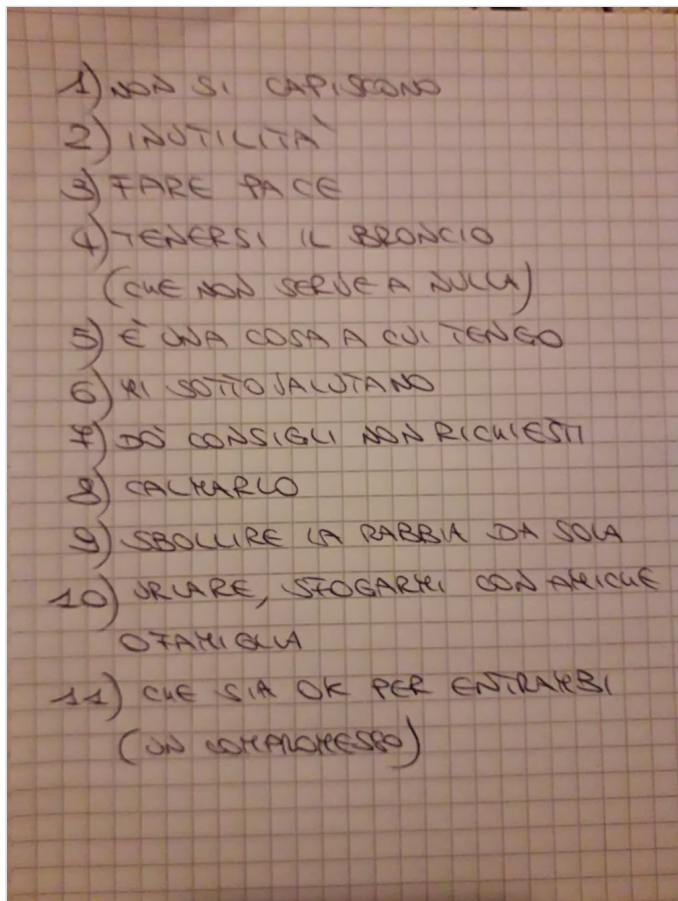 1) NON SI CAPISCONO
2) INUTILITÀ
3) FARE PACE
4) TENERSI IL BRONCIO
(CHE NON SERVE A NULLA)
5) È UNA COSA A CUI TENGO
6) MI SOTTOVALUTANO
7) DÒ CONSIGLI NON RICHIESTI
8) CALMARLO
9) SBOLLIRE LA RABBIA DA SOLA
10) URLARE, SFOGARMI CON AMICHE
O FAMIGLIA
11) CHE SIA OK PER ENTRAMBI
(UN COMPROMESSO)